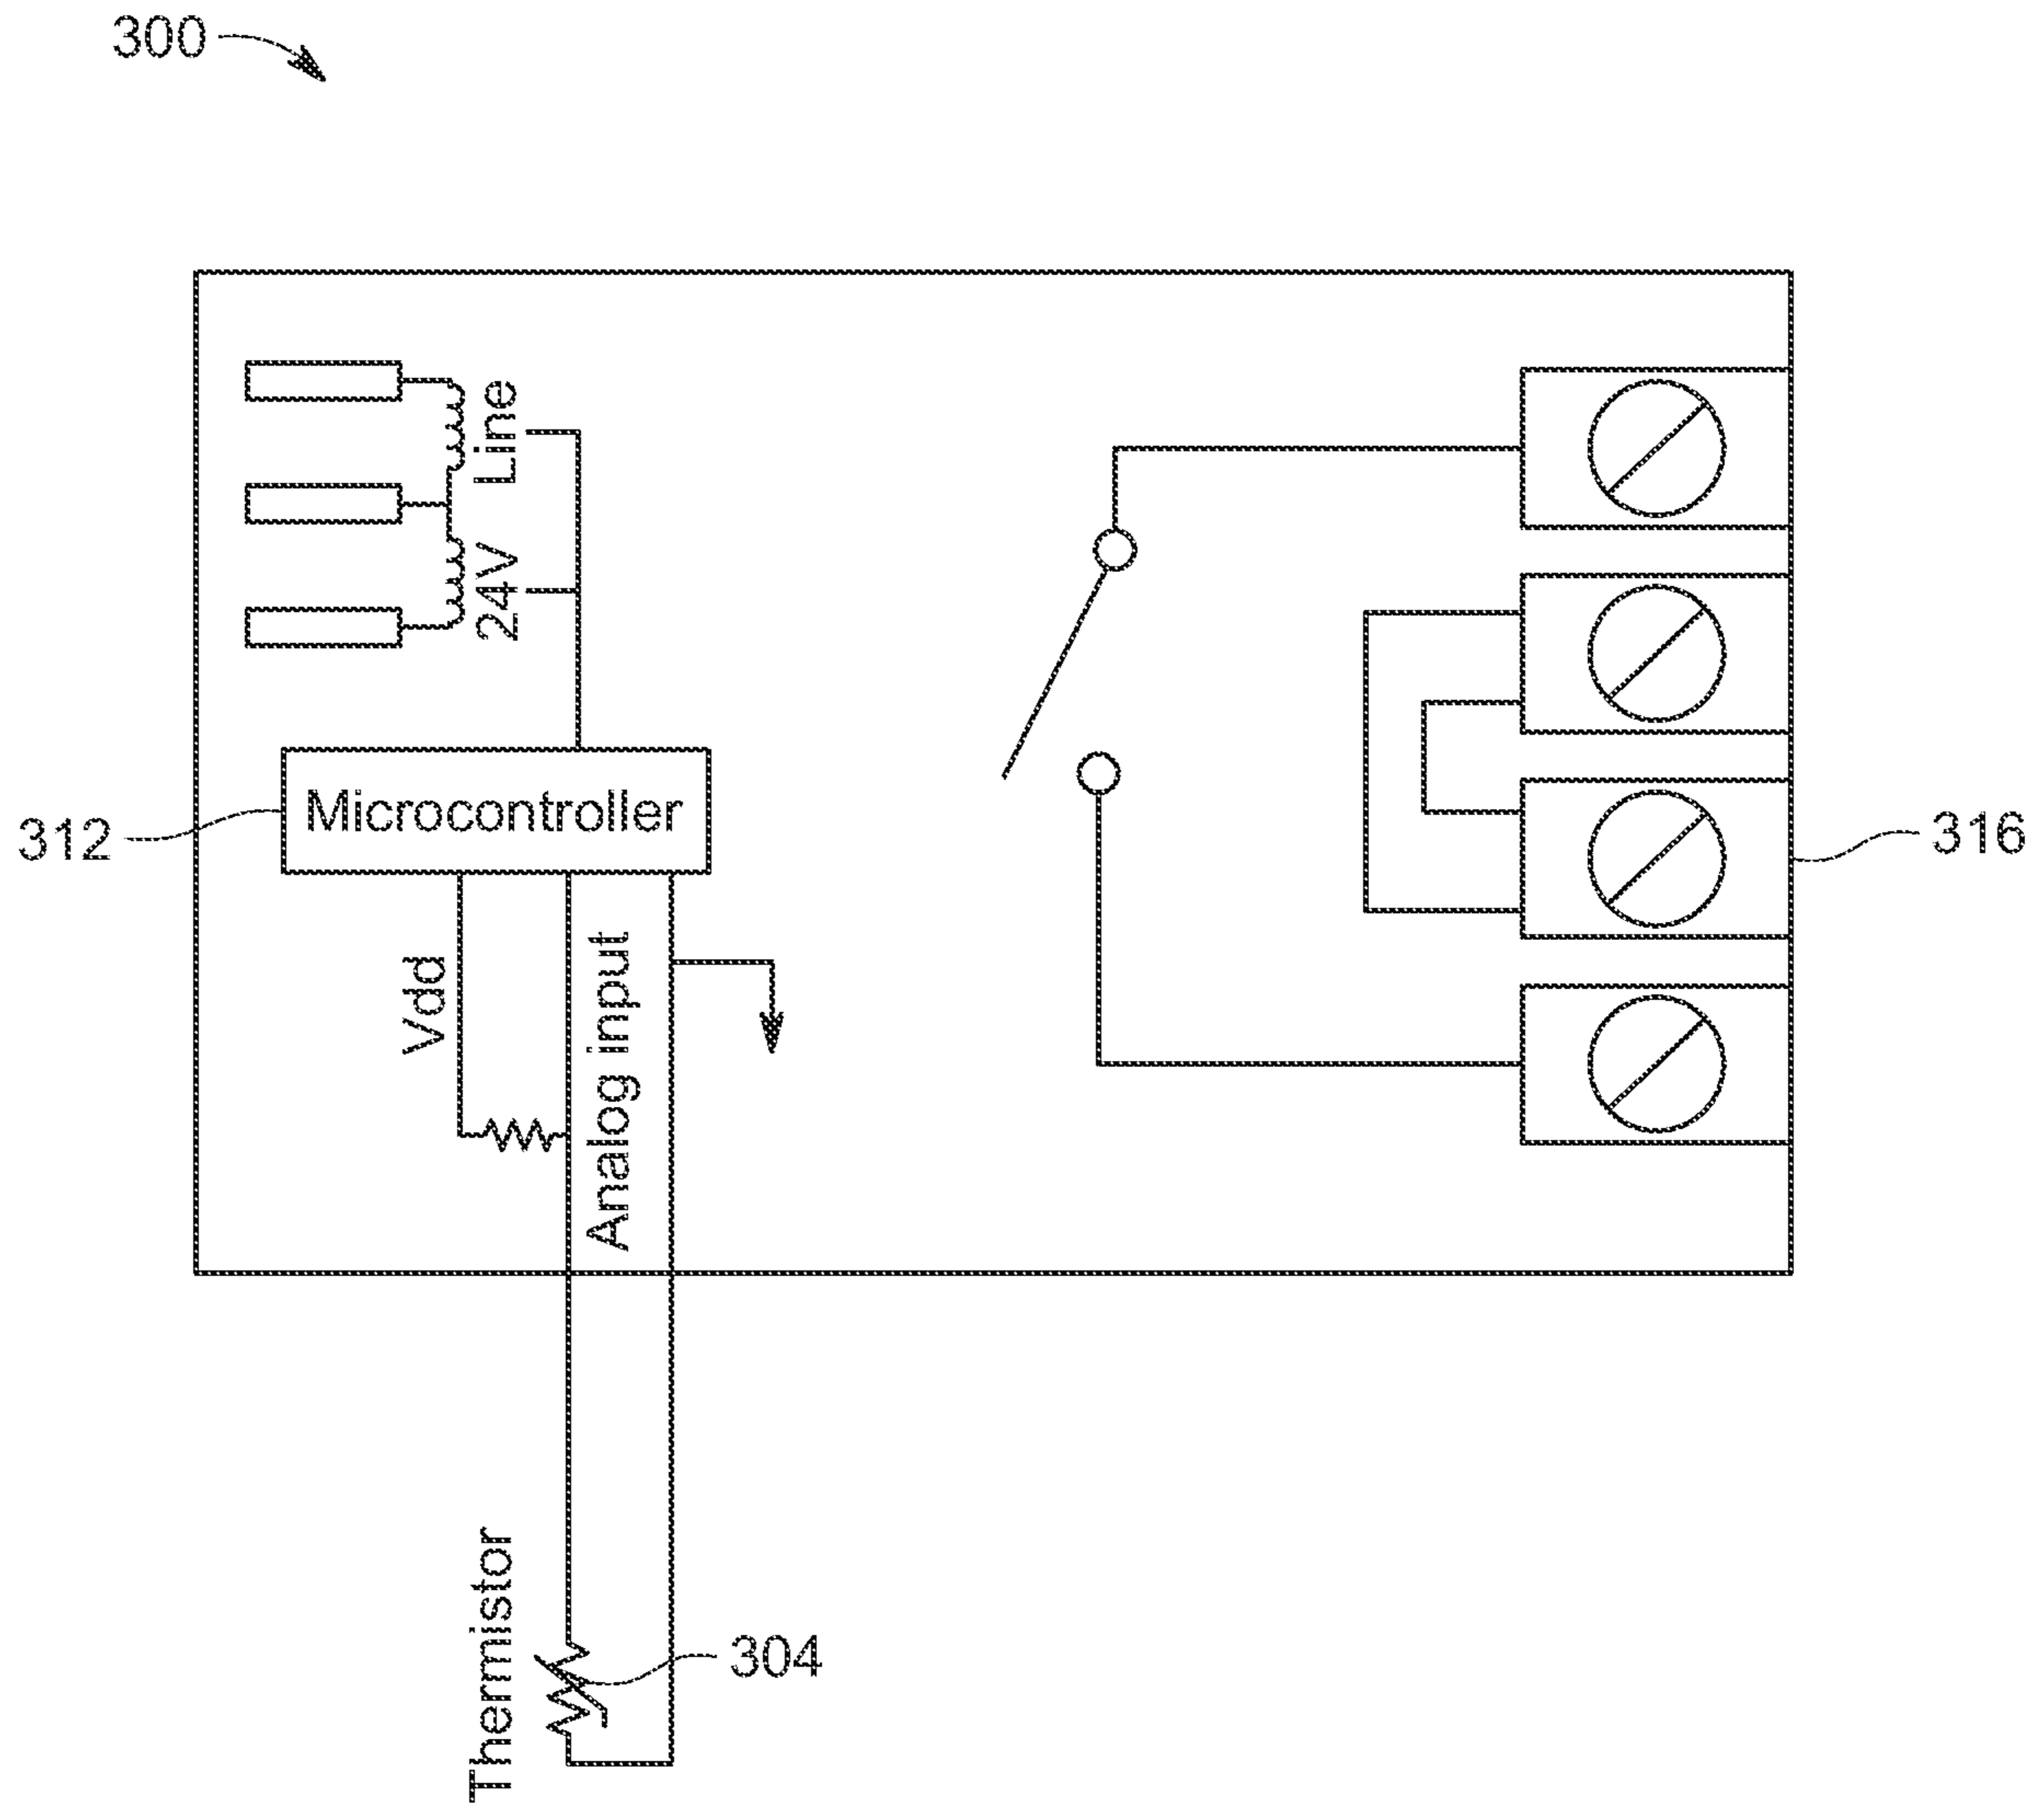 300
Line
24V
Microcontroller
312
316
Vdd
Analog input
Thermistor
304